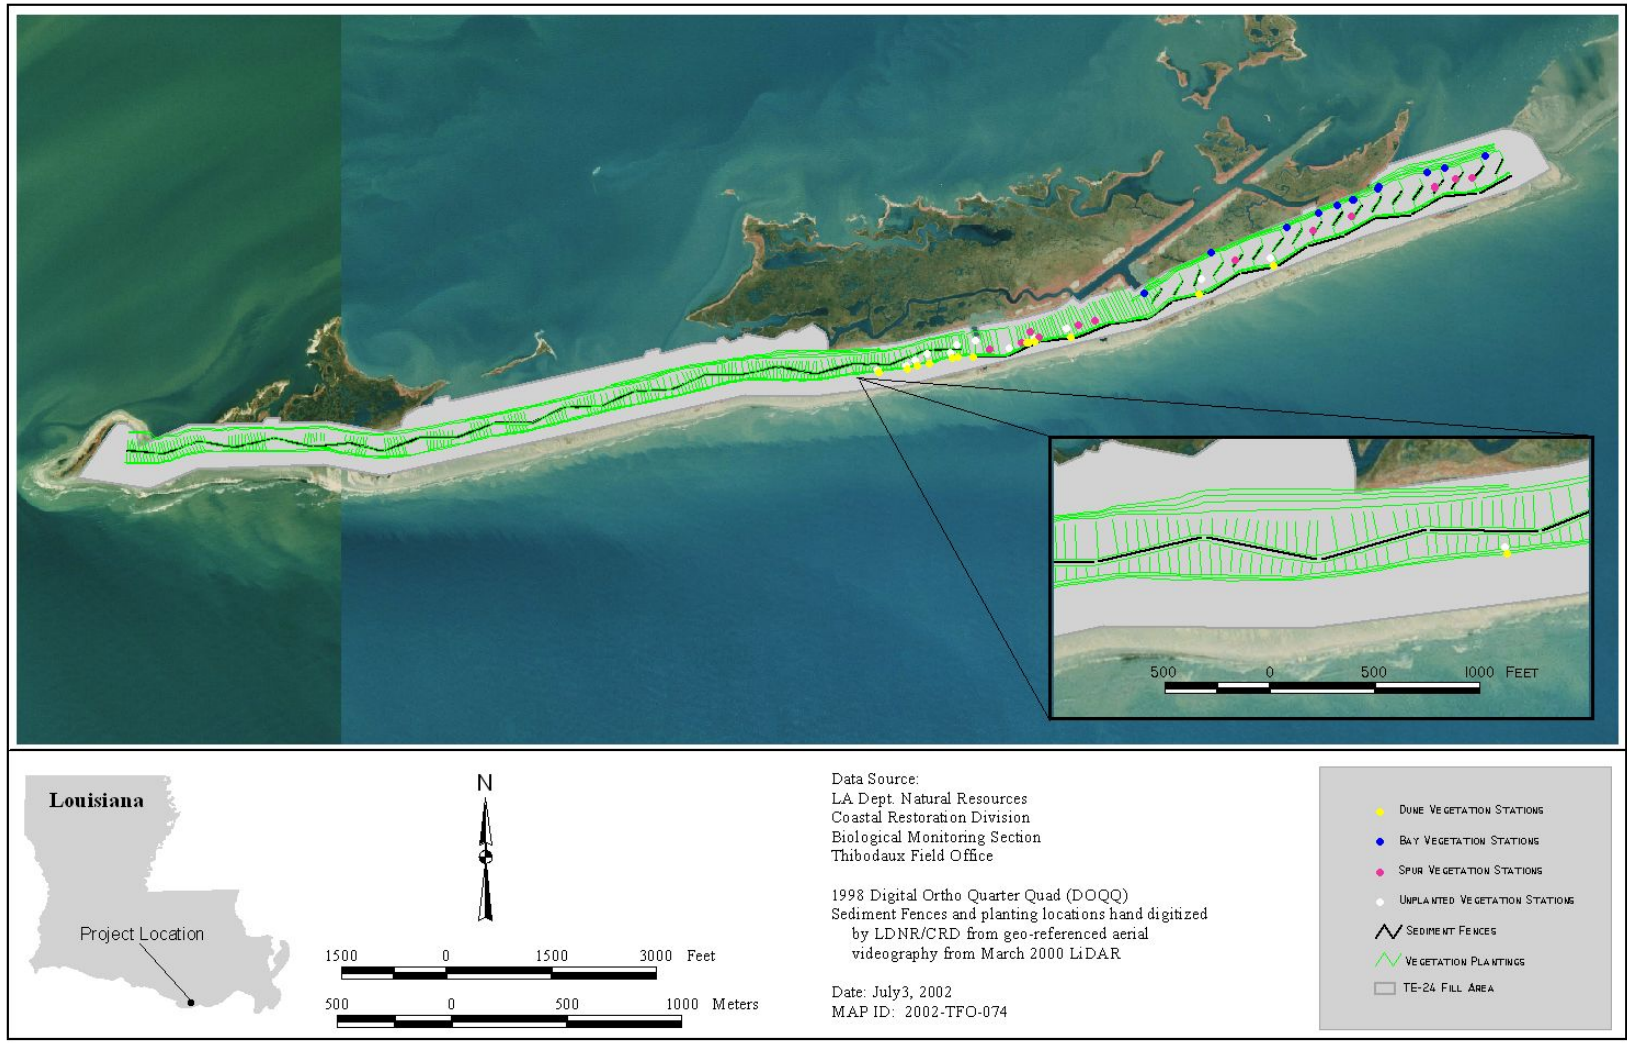 500 0 500 1000 FEET
Louisiana
Project Location
N
1500 0 1500 3000 Feet
500 0 500 1000 Meters
Data Source:
LA Dept. Natural Resources
Coastal Restoration Division
Biological Monitoring Section
Thibodaux Field Office
1998 Digital Ortho Quarter Quad (DOQQ)
Sediment Fences and planting locations hand digitized
by LDNR/CRD from geo-referenced aerial
videography from March 2000 LiDAR
Date: July3, 2002
MAP ID: 2002-TFO-074
DUNE VEGETATION STATIONS
BAY VEGETATION STATIONS
SPUR VEGETATION STATIONS
UNPLANTED VEGETATION STATIONS
SEDIMENT FENCES
VEGETATION PLANTINGS
TE-24 FILL AREA